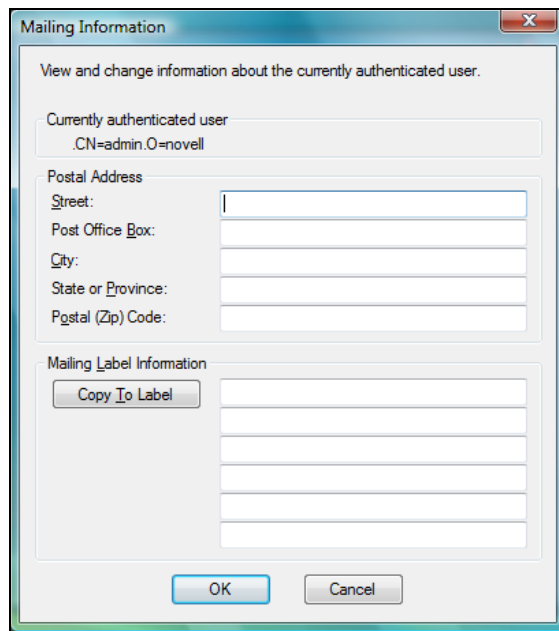 Mailing Information
View and change information about the currently authenticated user.
Currently authenticated user
.CN=admin.O=novell
Postal Address
Street:
Post Office Box:
City:
State or Province:
Postal (Zip) Code:
Mailing Label Information
Copy To Label
OK Cancel